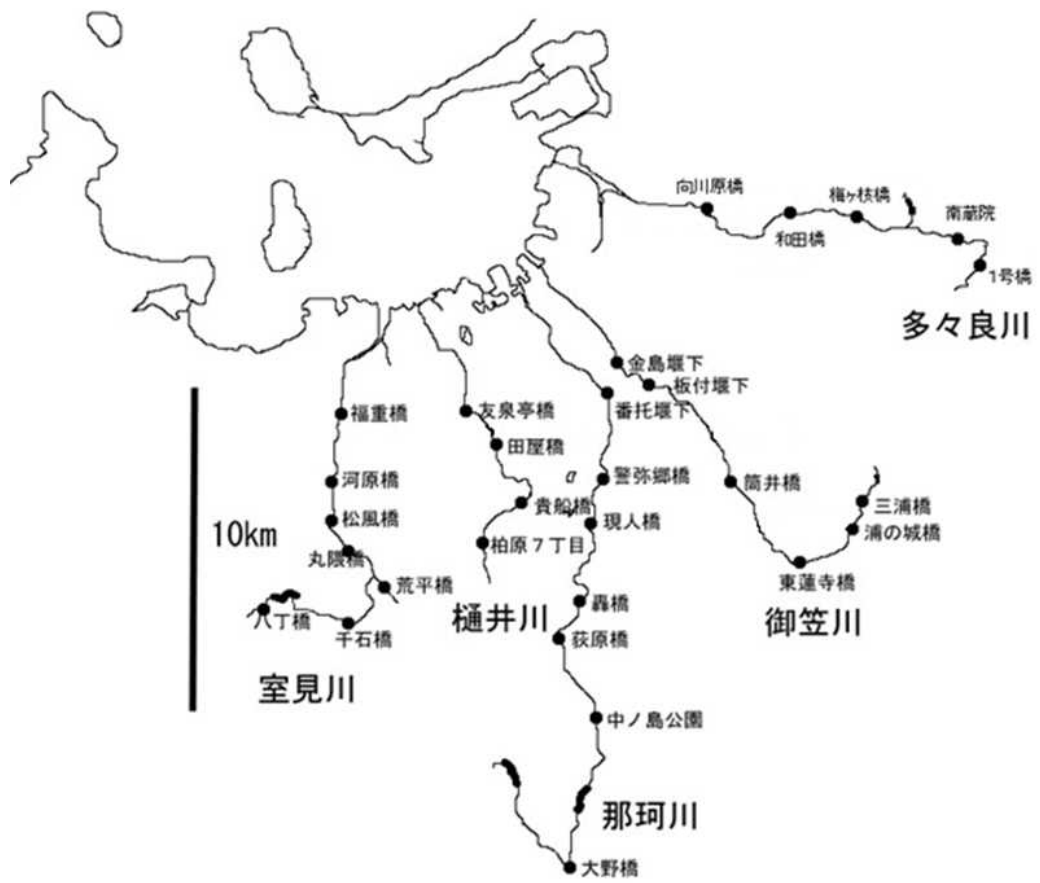 向川原橋
和田橋
梅ヶ枝橋
南蔵院
1号橋
多々良川
10km
福重橋
河原橋
松風橋
丸隈橋
荒平橋
八丁橋
千石橋
室見川
友泉亭橋
田屋橋
貴船橋
柏原7丁目
樋井川
番托堰下
警弥郷橋
現人橋
轟橋
荻原橋
中ノ島公園
那珂川
大野橋
金島堰下
板付堰下
筒井橋
三浦橋
浦の城橋
東蓮寺橋
御笠川